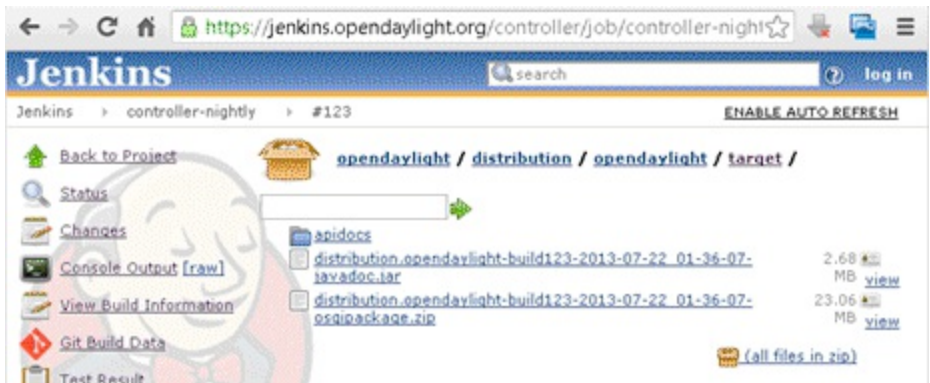 https://jenkins.opendaylight.org/controller/job/controller-night
Jenkins search log in
Jenkins controller-nightly #123 ENABLE AUTO REFRESH
Back to Project
opendaylight / distribution / opendaylight / target /
Status
Changes
apidocs
Console Output [raw]
distribution.opendaylight-build123-2013-07-22_01-36-07- 2.68
javadoc.jar MB view
View Build Information
distribution.opendaylight-build123-2013-07-22_01-36-07- 23.06
osgipackage.zip MB view
Git Build Data
(all files in zip)
Test Result